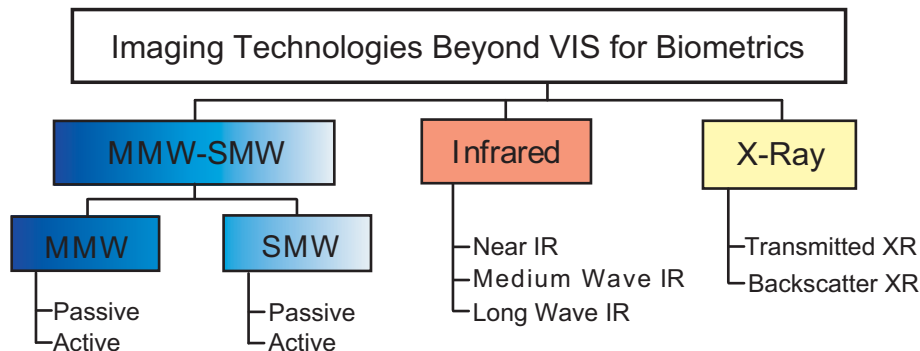 Imaging Technologies Beyond VIS for Biometrics
MMW-SMW
Infrared
X-Ray
MMW
SMW
Near IR
Medium Wave IR
Long Wave IR
Transmitted XR
Backscatter XR
Passive
Active
Passive
Active